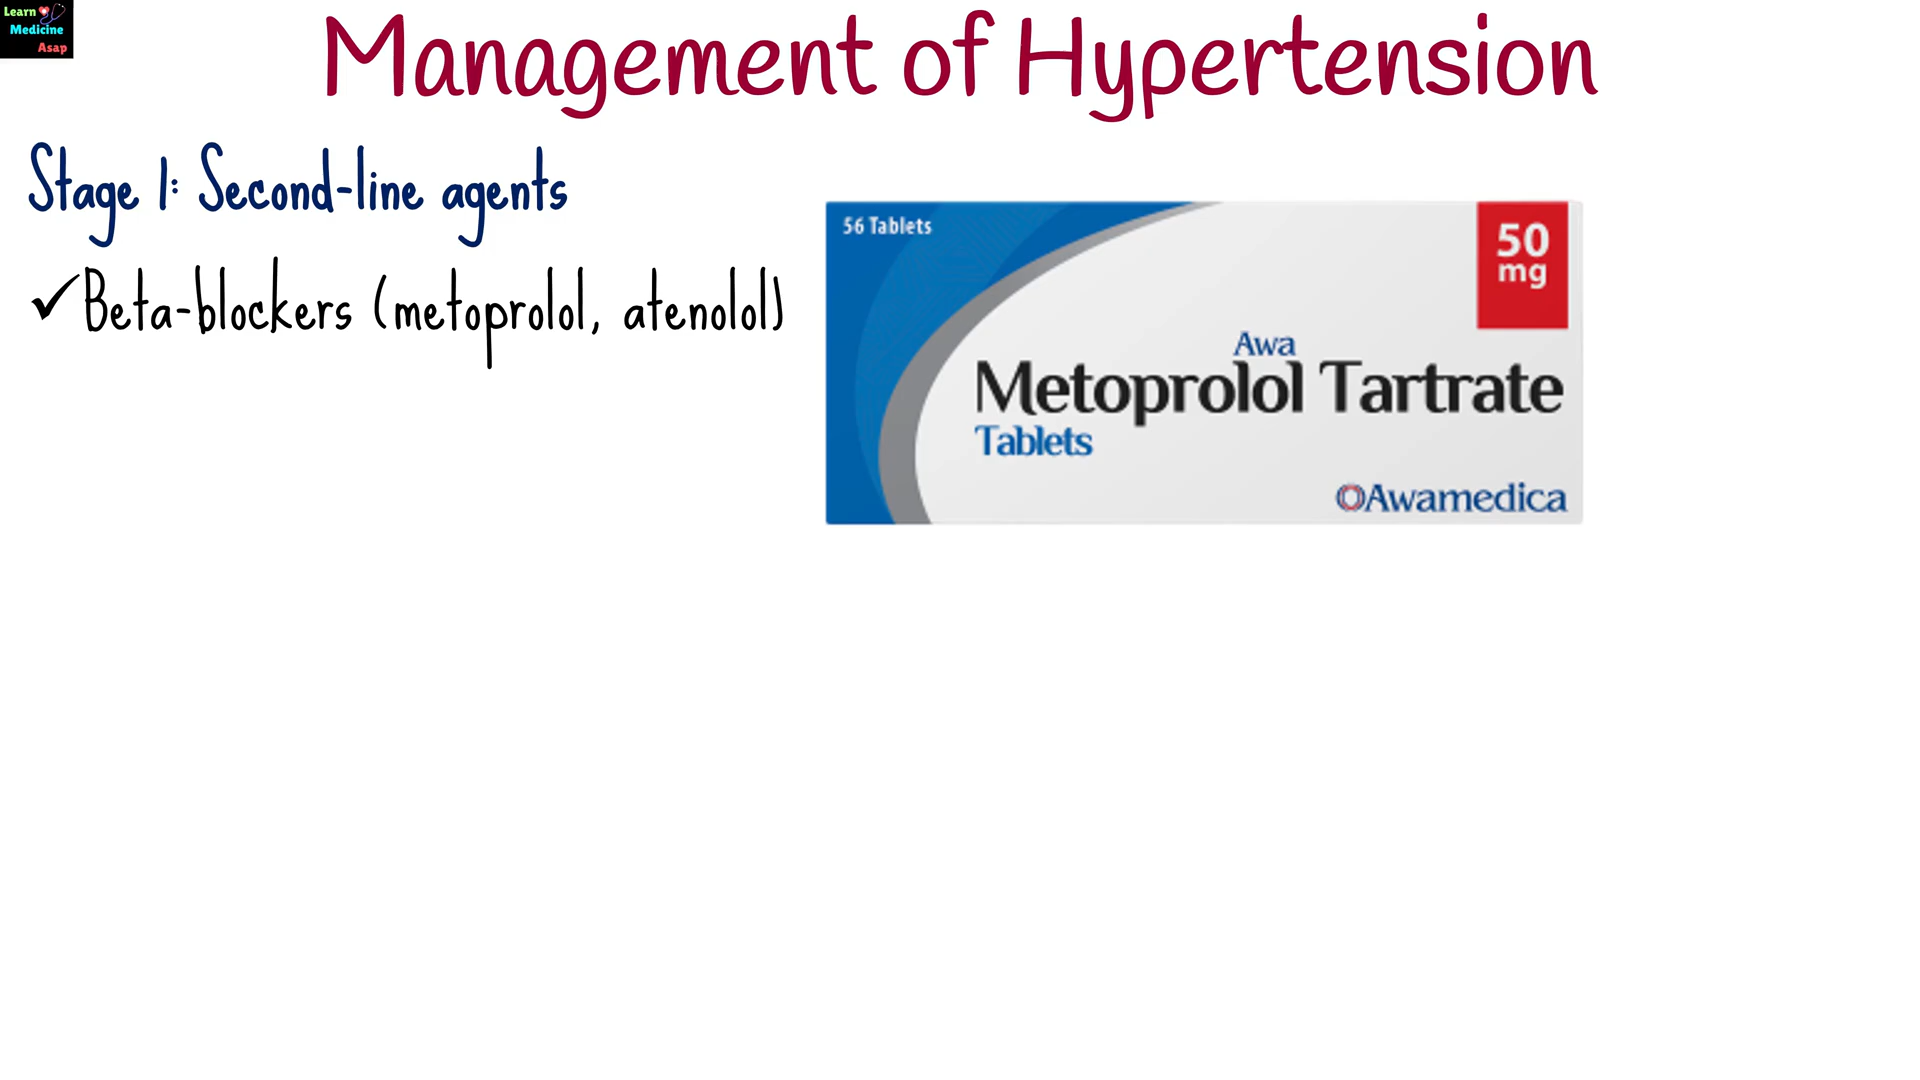 Learn
Medicine
Asap
Management of Hypertension
Stage 1: Second-line agents
✓Beta-blockers (metoprolol, atenolol)
56 Tablets
50
mg
Awa
Metoprolol Tartrate
Tablets
Awamedica